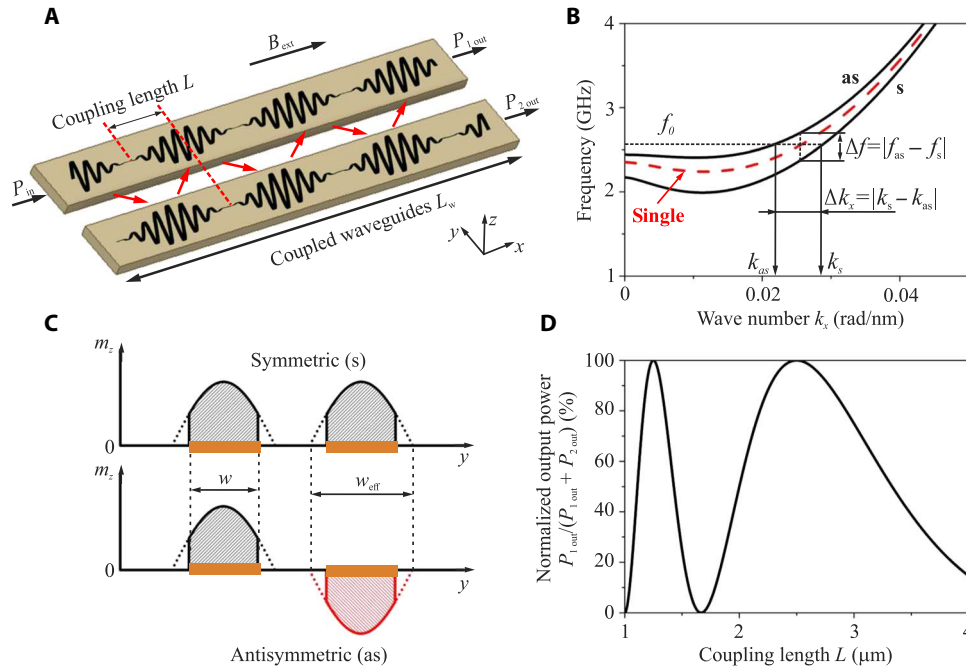 A
B_ext
P_1 out
P_2 out
Coupling length L
P_in
Coupled waveguides L_w
z
y
x
B
Frequency (GHz)
4
3
2
1
f_0
as
s
Δf=|f_as – f_s|
Single
Δk_x=|k_s – k_as|
k_as
k_s
0
0.02
0.04
Wave number k_x (rad/nm)
C
m_z
Symmetric (s)
0
y
m_z
w
w_eff
0
y
Antisymmetric (as)
D
Normalized output power
P_1 out/(P_1 out + P_2 out) (%)
100
80
60
40
20
0
1
2
3
4
Coupling length L (μm)